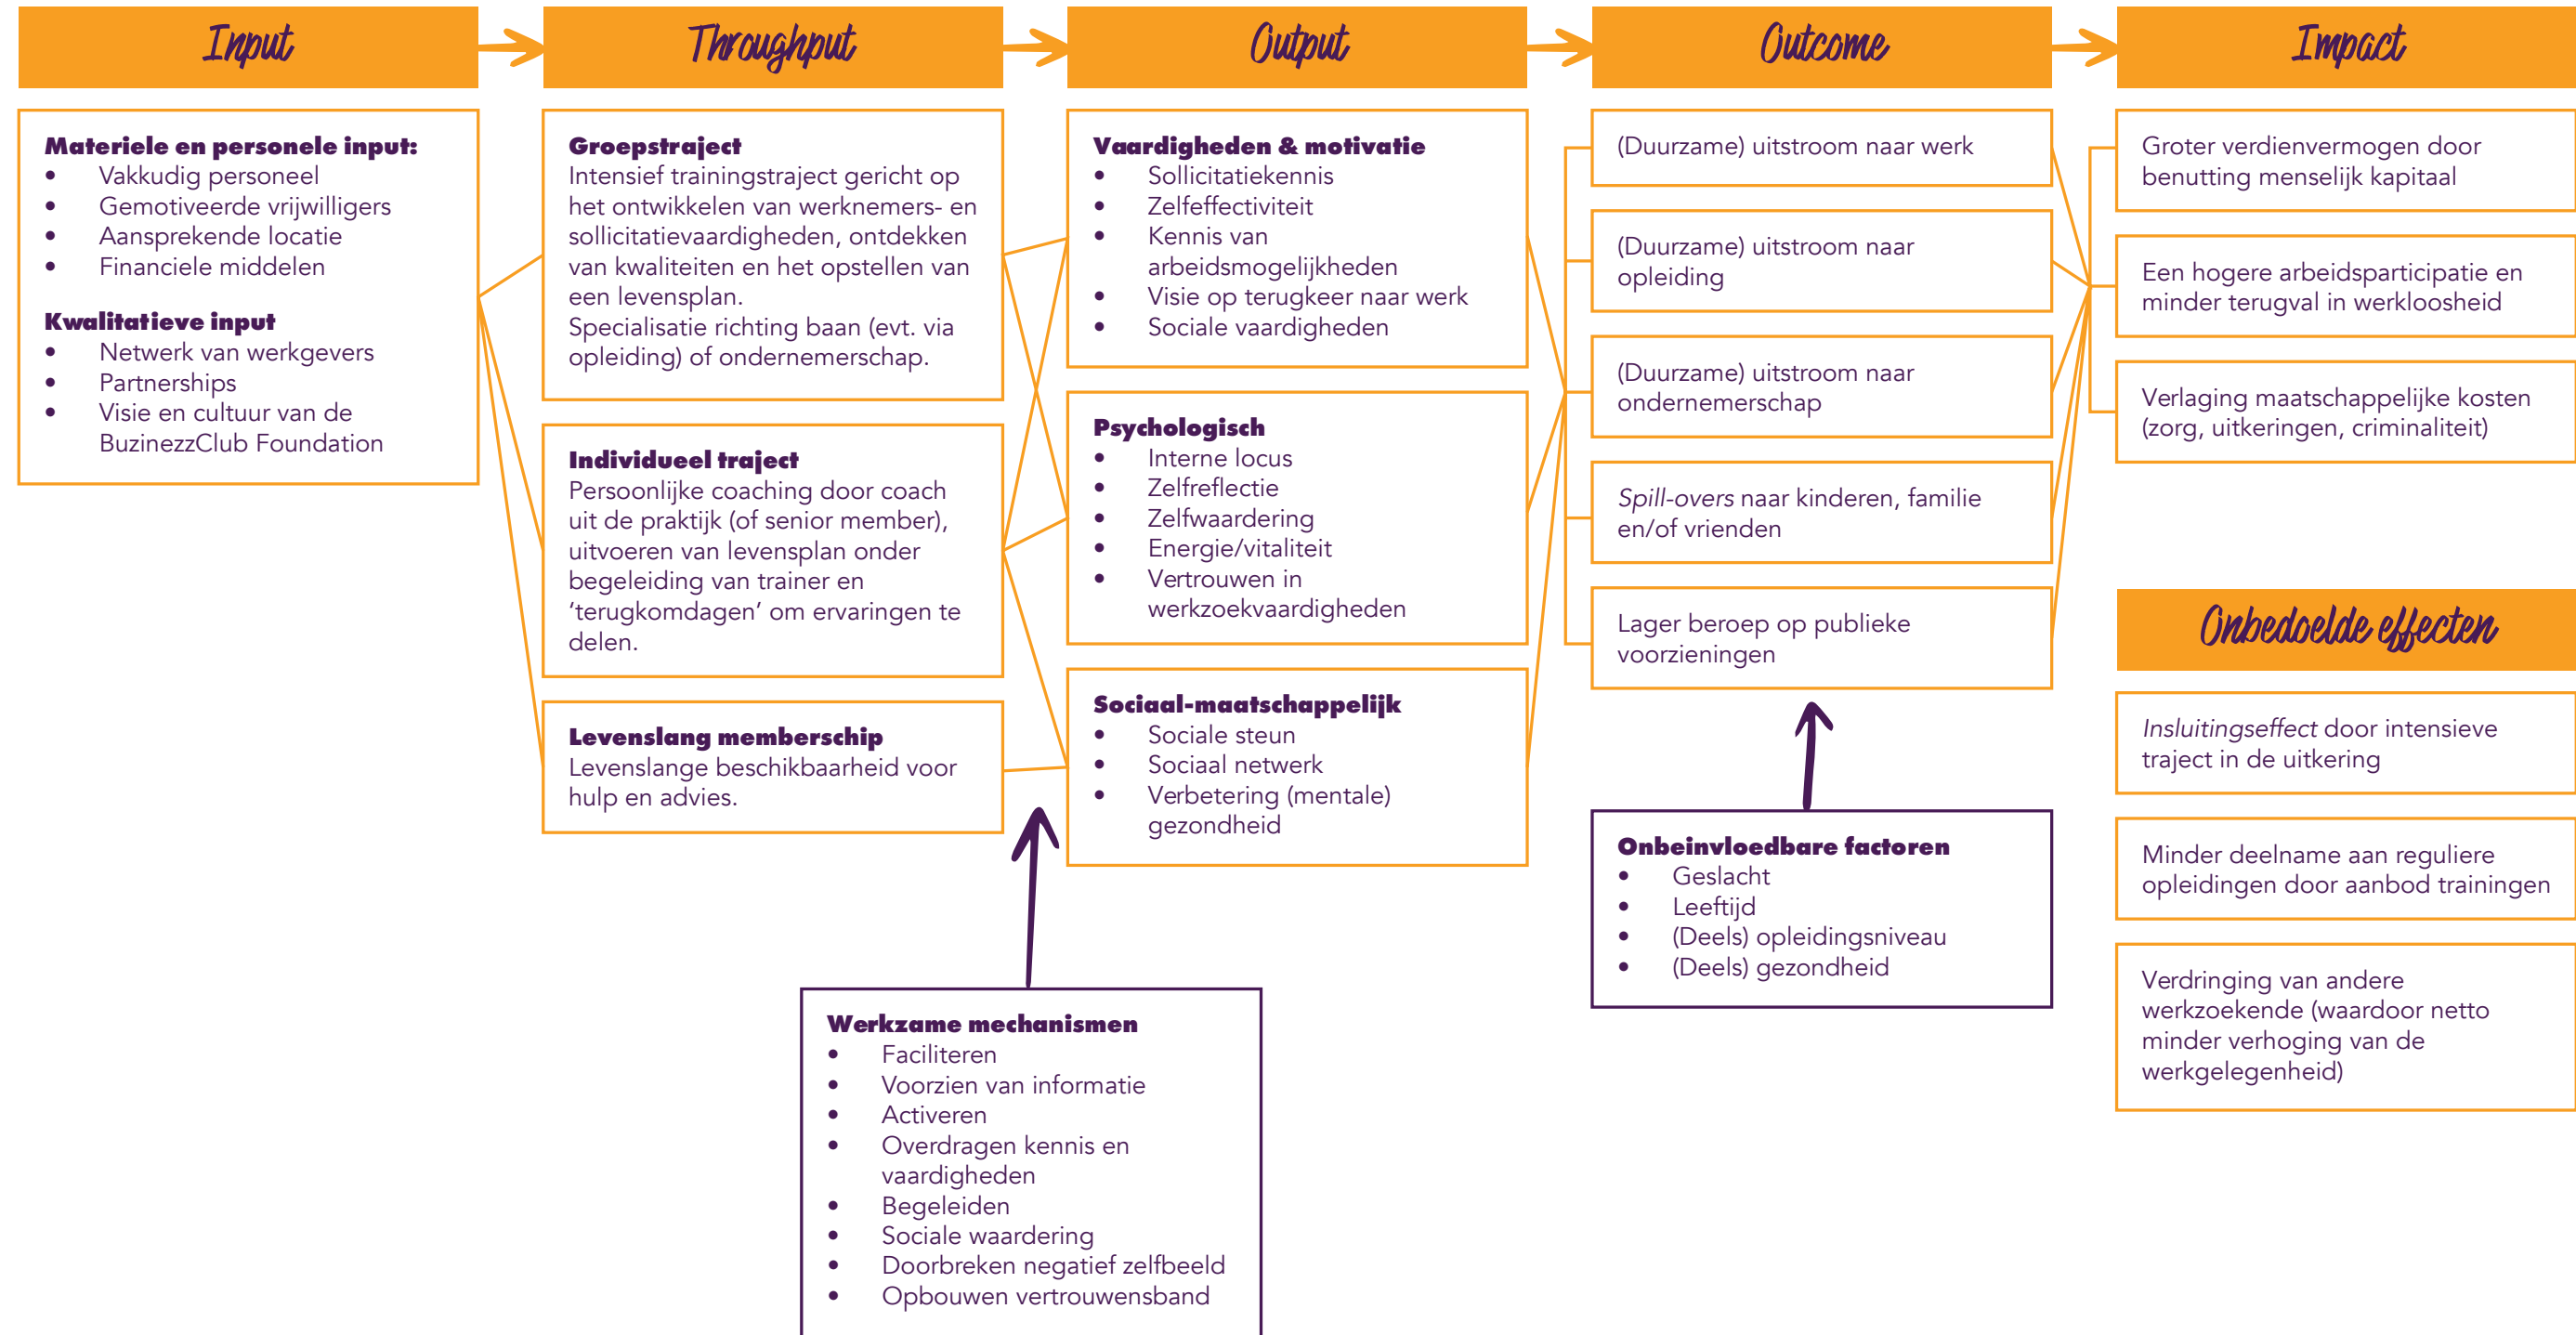 Input
Materiele en personele input:
• Vakkudig personeel
• Gemotiveerde vrijwilligers
• Aansprekende locatie
• Financiele middelen
Kwalitatieve input
• Netwerk van werkgevers
• Partnerships
• Visie en cultuur van de
BuzinezzClub Foundation
Throughput
Groepstraject
Intensief trainingstraject gericht op
het ontwikkelen van werknemers- en
sollicitatievaardigheden, ontdekken
van kwaliteiten en het opstellen van
een levensplan.
Specialisatie richting baan (evt. via
opleiding) of ondernemerschap.
Individueel traject
Persoonlijke coaching door coach
uit de praktijk (of senior member),
uitvoeren van levensplan onder
begeleiding van trainer en
‘terugkomdagen’ om ervaringen te
delen.
Levenslang memberschip
Levenslange beschikbaarheid voor
hulp en advies.
Output
Vaardigheden & motivatie
• Sollicitatiekennis
• Zelfeffectiviteit
• Kennis van
arbeidsmogelijkheden
• Visie op terugkeer naar werk
• Sociale vaardigheden
Psychologisch
• Interne locus
• Zelfreflectie
• Zelfwaardering
• Energie/vitaliteit
• Vertrouwen in
werkzoekvaardigheden
Sociaal-maatschappelijk
• Sociale steun
• Sociaal netwerk
• Verbetering (mentale)
gezondheid
Werkzame mechanismen
• Faciliteren
• Voorzien van informatie
• Activeren
• Overdragen kennis en
vaardigheden
• Begeleiden
• Sociale waardering
• Doorbreken negatief zelfbeeld
• Opbouwen vertrouwensband
Outcome
(Duurzame) uitstroom naar werk
(Duurzame) uitstroom naar
opleiding
(Duurzame) uitstroom naar
ondernemerschap
Spill-overs naar kinderen, familie
en/of vrienden
Lager beroep op publieke
voorzieningen
Onbeinvloedbare factoren
• Geslacht
• Leeftijd
• (Deels) opleidingsniveau
• (Deels) gezondheid
Impact
Groter verdienvermogen door
benutting menselijk kapitaal
Een hogere arbeidsparticipatie en
minder terugval in werkloosheid
Verlaging maatschappelijke kosten
(zorg, uitkeringen, criminaliteit)
Onbedoelde effecten
Insluitingseffect door intensieve
traject in de uitkering
Minder deelname aan reguliere
opleidingen door aanbod trainingen
Verdringing van andere
werkzoekende (waardoor netto
minder verhoging van de
werkgelegenheid)